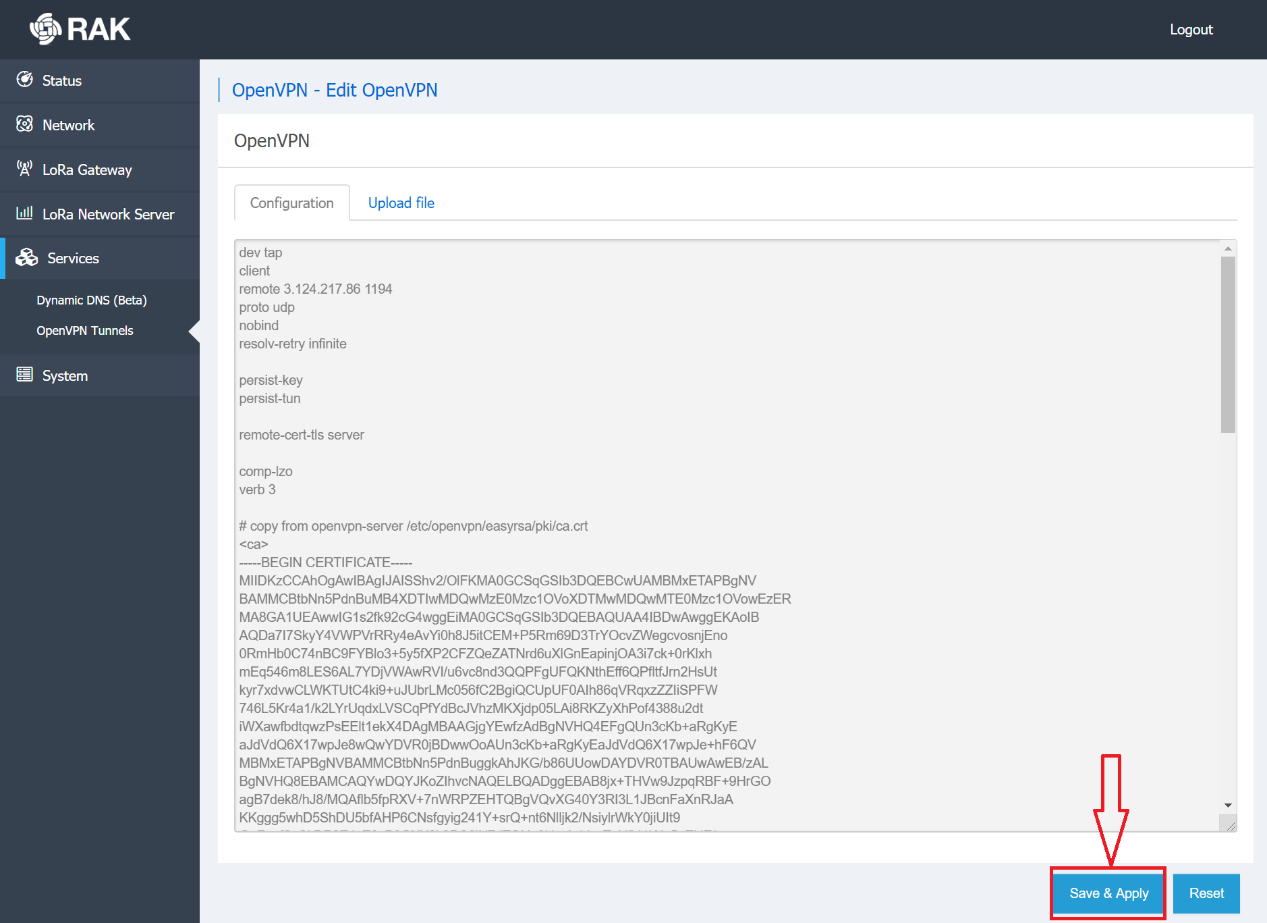 RAK
Logout
Status
Network
LoRa Gateway
LoRa Network Server
Services
Dynamic DNS (Beta)
OpenVPN Tunnels
System
OpenVPN - Edit OpenVPN
OpenVPN
Configuration
Upload file
dev tap
client
remote 3.124.217.86 1194
proto udp
nobind
resolv-retry infinite
persist-key
persist-tun
remote-cert-tls server
comp-lzo
verb 3
# copy from openvpn-server /etc/openvpn/easyrsa/pki/ca.crt
<ca>
-----BEGIN CERTIFICATE-----
MIIDKzCCAhOgAwIBAgIJAISShv2/OlFKMA0GCSqGSIb3DQEBCwUAMBMxETAPBgNV
BAMMCBtbNn5PdnBuMB4XDTIwMDQwMzE0Mzc1OVoXDTMwMDQwMTE0Mzc1OVowEzER
MA8GA1UEAwwIG1s2fk92cG4wggEiMA0GCSqGSIb3DQEBAQUAA4IBDwAwggEKAoIB
AQDa7I7SkyY4VWPVrRRy4eAvYi0h8J5itCEM+P5Rm69D3TrYOcvZWegcvosnjEno
0RmHb0C74nBC9FYBlo3+5y5fXP2CFZQeZATNrd6uXlGnEapinjOA3i7ck+0rKlxh
mEq546m8LES6AL7YDjVWAwRVI/u6vc8nd3QQPFgUFQKNthEff6QPfltfJrn2HsUt
kyr7xdvwCLWKTUtC4ki9+uJUbrLMc056fC2BgiQCUpUF0AIh86qVRqxzZZIiSPFW
746L5Kr4a1/k2LYrUqdxLVSCqPfYdBcJVhzMKXjdp05LAi8RKZyXhPof4388u2dt
iWXawfbdtqwzPsEElt1ekX4DAgMBAAGjgYEwfzAdBgNVHQ4EFgQUn3cKb+aRgKyE
aJdVdQ6X17wpJe8wQwYDVR0jBDwwOoAUn3cKb+aRgKyEaJdVdQ6X17wpJe+hF6QV
MBMxETAPBgNVBAMMCBtbNn5PdnBuggkAhJKG/b86UUowDAYDVR0TBAUwAwEB/zAL
BgNVHQ8EBAMCAQYwDQYJKoZIhvcNAQELBQADggEBAB8jx+THVw9JzpqRBF+9HrGO
agB7dek8/hJ8/MQAflb5fpRXV+7nWRPZEHTQBgVQvXG40Y3RI3L1JBcnFaXnRJaA
KKggg5whD5ShDU5bfAHP6CNsfgyig241Y+srQ+nt6Nlljk2/NsiylrWkY0jiUIt9
Save & Apply
Reset